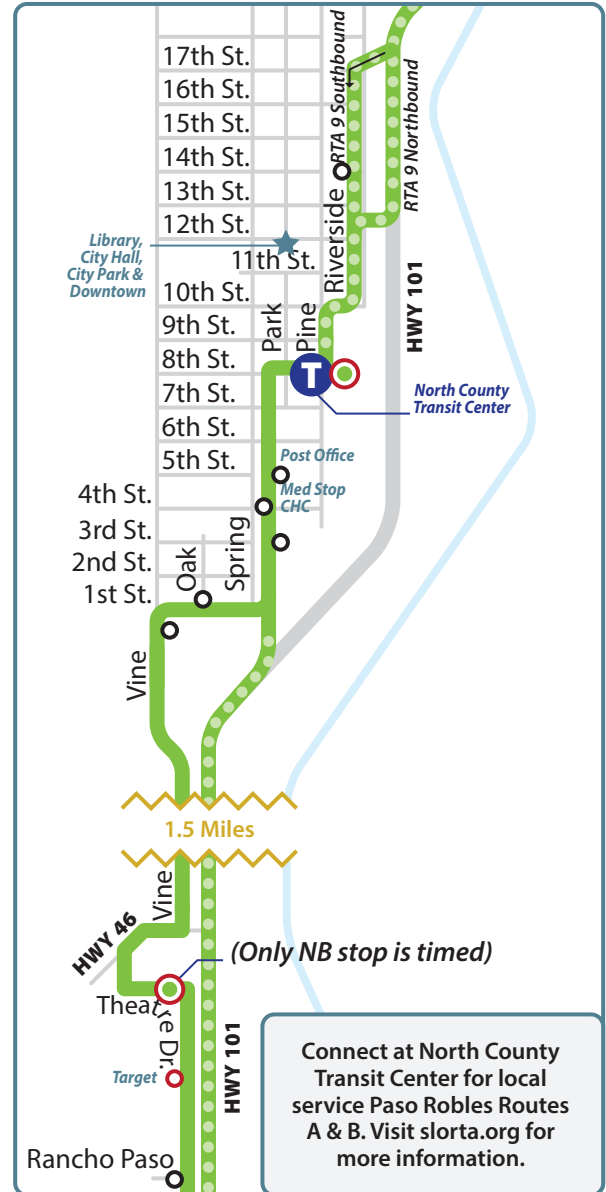 17th St.
16th St.
15th St.
14th St.
13th St.
12th St.
RTA 9 Southbound
RTA 9 Northbound
Riverside
Library,
City Hall,
City Park &
Downtown
11th St.
10th St.
9th St.
8th St.
7th St.
6th St.
5th St.
Park
Pine
HWY 101
T
North County
Transit Center
Post Office
Med Stop
CHC
4th St.
3rd St.
2nd St.
1st St.
Oak
Spring
Vine
1.5 Miles
Vine
HWY 46
(Only NB stop is timed)
Theatre Dr.
HWY 101
Target
Rancho Paso
Connect at North County
Transit Center for local
service Paso Robles Routes
A & B. Visit slorta.org for
more information.